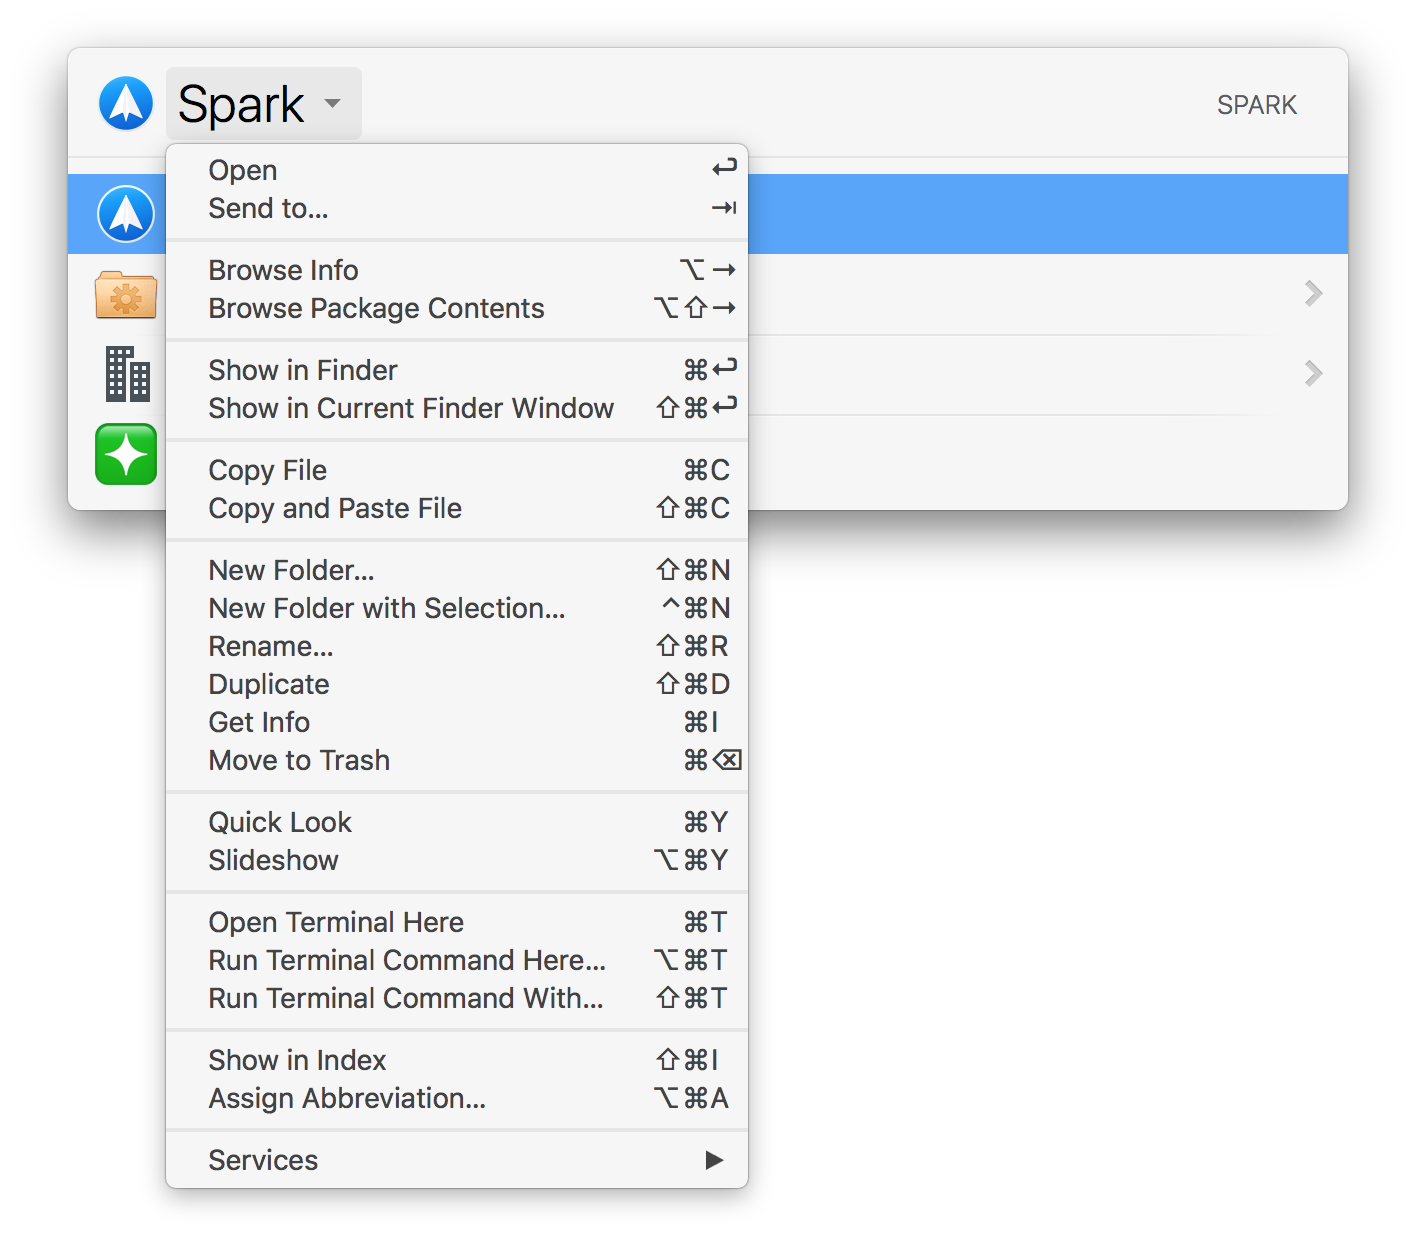 Spark
SPARK
Open ↩
Send to... ⇥
Browse Info ⌥→
Browse Package Contents ⌥⇧→
Show in Finder ⌘↩
Show in Current Finder Window ⇧⌘↩
Copy File ⌘C
Copy and Paste File ⇧⌘C
New Folder... ⇧⌘N
New Folder with Selection... ^⌘N
Rename... ⇧⌘R
Duplicate ⇧⌘D
Get Info ⌘I
Move to Trash ⌘⌫
Quick Look ⌘Y
Slideshow ⌥⌘Y
Open Terminal Here ⌘T
Run Terminal Command Here... ⌥⌘T
Run Terminal Command With... ⇧⌘T
Show in Index ⇧⌘I
Assign Abbreviation... ⌥⌘A
Services ▶